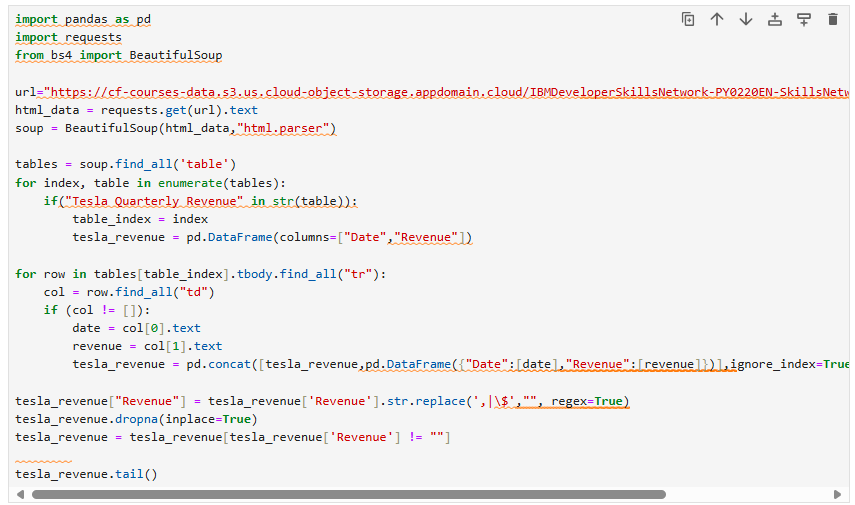 import pandas as pd
import requests
from bs4 import BeautifulSoup
url="https://cf-courses-data.s3.us.cloud-object-storage.appdomain.cloud/IBMDeveloperSkillsNetwork-PY0220EN-SkillsNetw
html_data = requests.get(url).text
soup = BeautifulSoup(html_data,"html.parser")
tables = soup.find_all('table')
for index, table in enumerate(tables):
    if("Tesla Quarterly Revenue" in str(table)):
        table_index = index
        tesla_revenue = pd.DataFrame(columns=["Date","Revenue"])
for row in tables[table_index].tbody.find_all("tr"):
    col = row.find_all("td")
    if (col != []):
        date = col[0].text
        revenue = col[1].text
        tesla_revenue = pd.concat([tesla_revenue,pd.DataFrame({"Date":[date],"Revenue":[revenue]})],ignore_index=True
tesla_revenue["Revenue"] = tesla_revenue['Revenue'].str.replace(',|\$',"", regex=True)
tesla_revenue.dropna(inplace=True)
tesla_revenue = tesla_revenue[tesla_revenue['Revenue'] != ""]
tesla_revenue.tail()